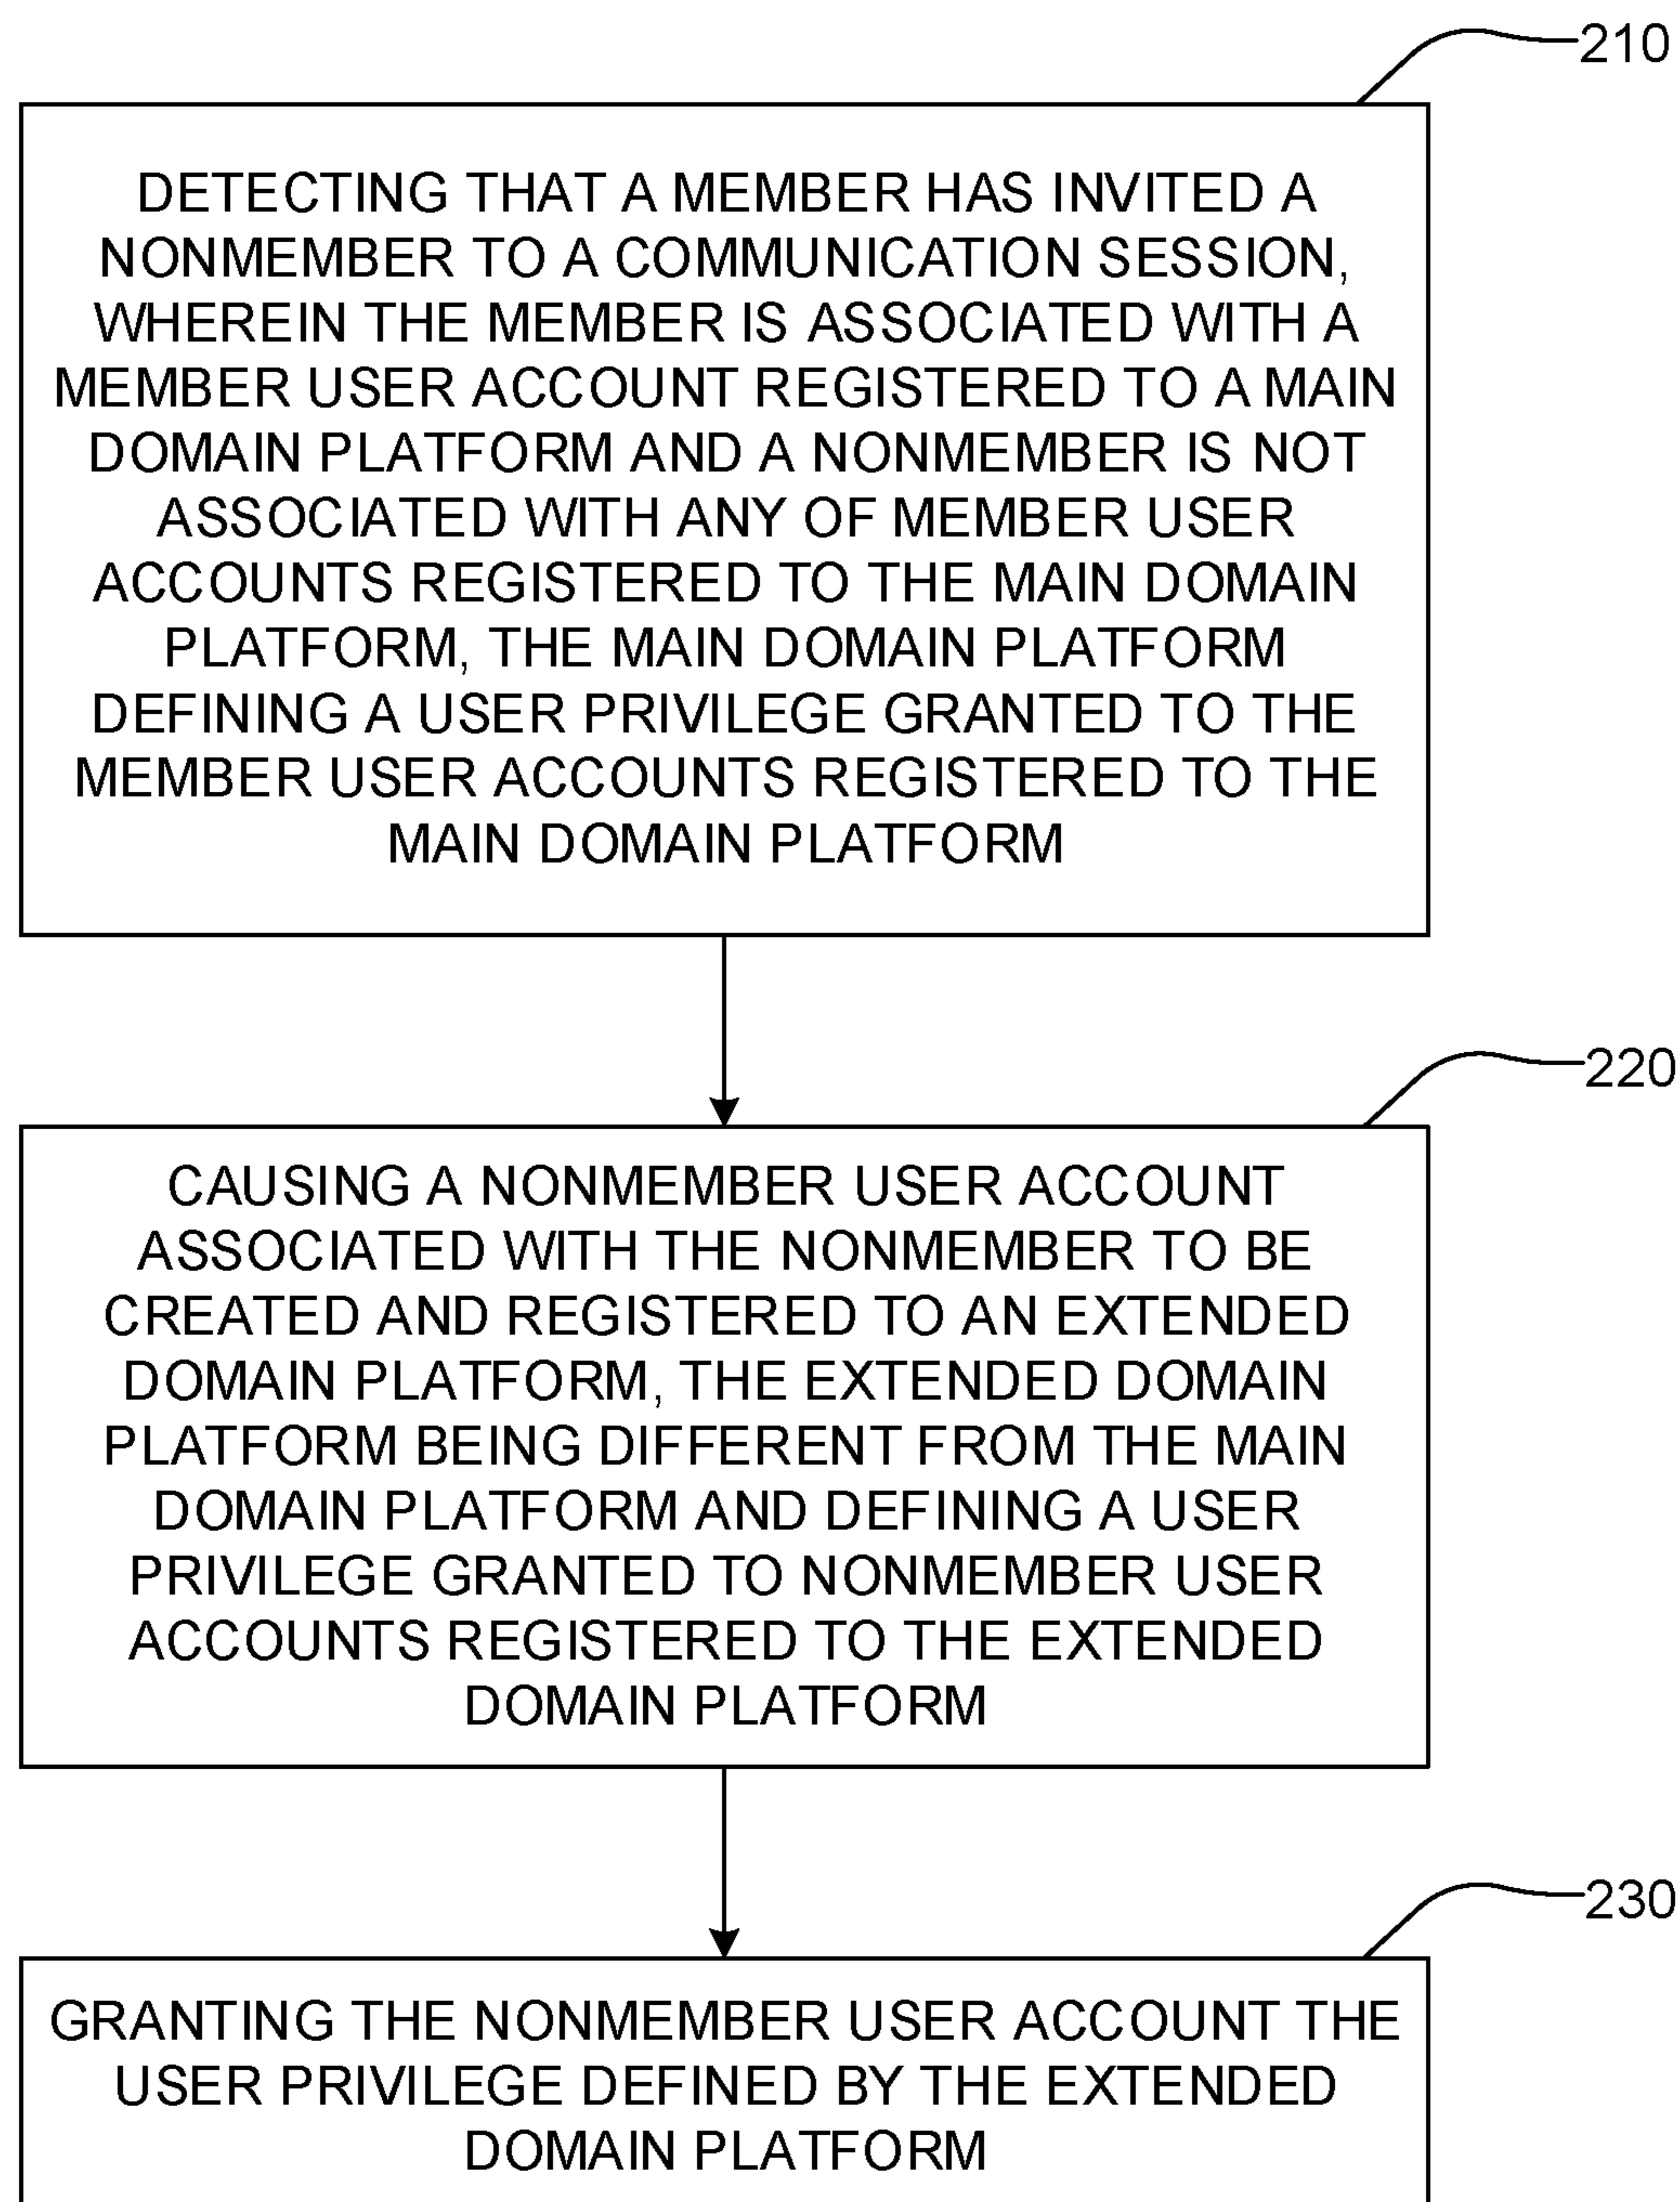 210
DETECTING THAT A MEMBER HAS INVITED A
NONMEMBER TO A COMMUNICATION SESSION,
WHEREIN THE MEMBER IS ASSOCIATED WITH A
MEMBER USER ACCOUNT REGISTERED TO A MAIN
DOMAIN PLATFORM AND A NONMEMBER IS NOT
ASSOCIATED WITH ANY OF MEMBER USER
ACCOUNTS REGISTERED TO THE MAIN DOMAIN
PLATFORM, THE MAIN DOMAIN PLATFORM
DEFINING A USER PRIVILEGE GRANTED TO THE
MEMBER USER ACCOUNTS REGISTERED TO THE
MAIN DOMAIN PLATFORM
220
CAUSING A NONMEMBER USER ACCOUNT
ASSOCIATED WITH THE NONMEMBER TO BE
CREATED AND REGISTERED TO AN EXTENDED
DOMAIN PLATFORM, THE EXTENDED DOMAIN
PLATFORM BEING DIFFERENT FROM THE MAIN
DOMAIN PLATFORM AND DEFINING A USER
PRIVILEGE GRANTED TO NONMEMBER USER
ACCOUNTS REGISTERED TO THE EXTENDED
DOMAIN PLATFORM
230
GRANTING THE NONMEMBER USER ACCOUNT THE
USER PRIVILEGE DEFINED BY THE EXTENDED
DOMAIN PLATFORM